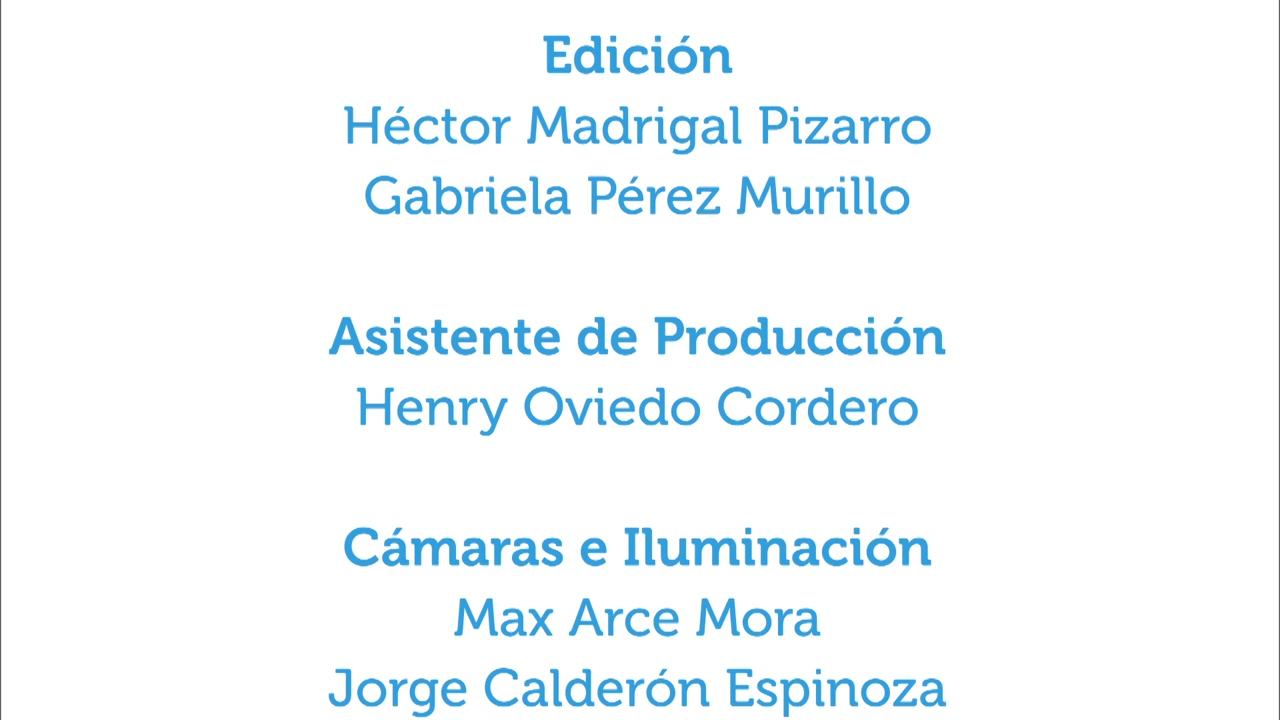 Edición
Héctor Madrigal Pizarro
Gabriela Pérez Murillo
Asistente de Producción
Henry Oviedo Cordero
Cámaras e Iluminación
Max Arce Mora
Jorge Calderón Espinoza